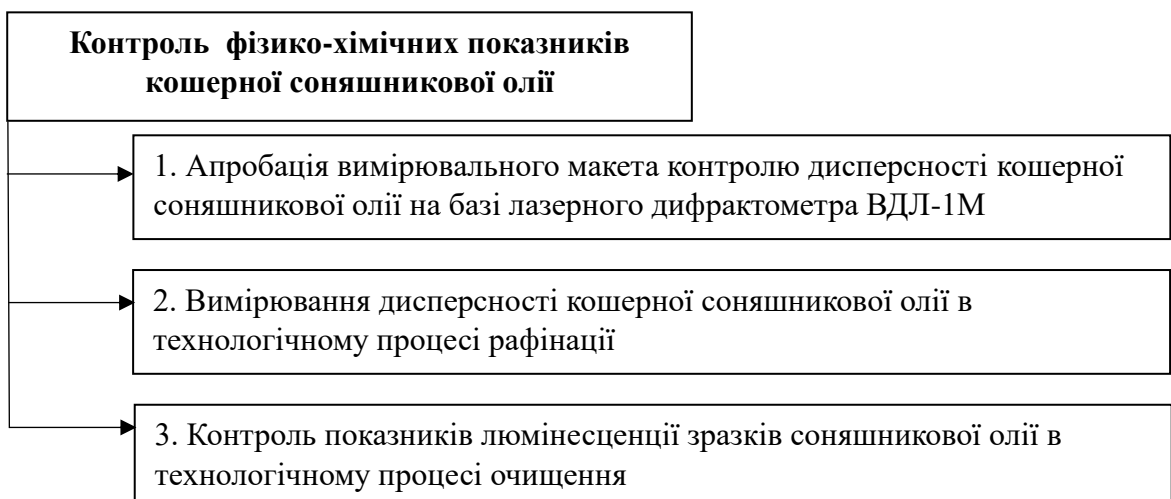 Контроль фізико-хімічних показників
кошерної соняшникової олії
1. Апробація вимірювального макета контролю дисперсності кошерної
соняшникової олії на базі лазерного дифрактометра ВДЛ-1М
2. Вимірювання дисперсності кошерної соняшникової олії в
технологічному процесі рафінації
3. Контроль показників люмінесценції зразків соняшникової олії в
технологічному процесі очищення